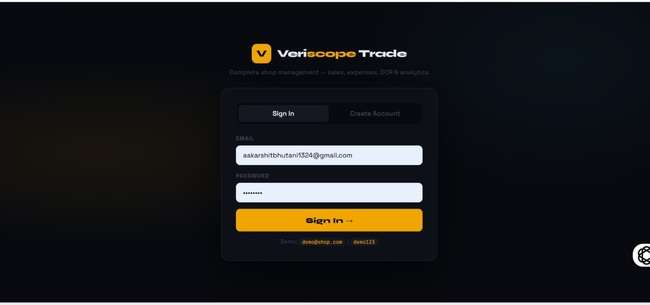 V Veriscope Trade
Complete shop management — sales, expenses, DCR & analytics
Sign In Create Account
EMAIL
aakarshitbhutani1324@gmail.com
PASSWORD
••••••••
Sign In →
Demo: demo@shop.com / demo123